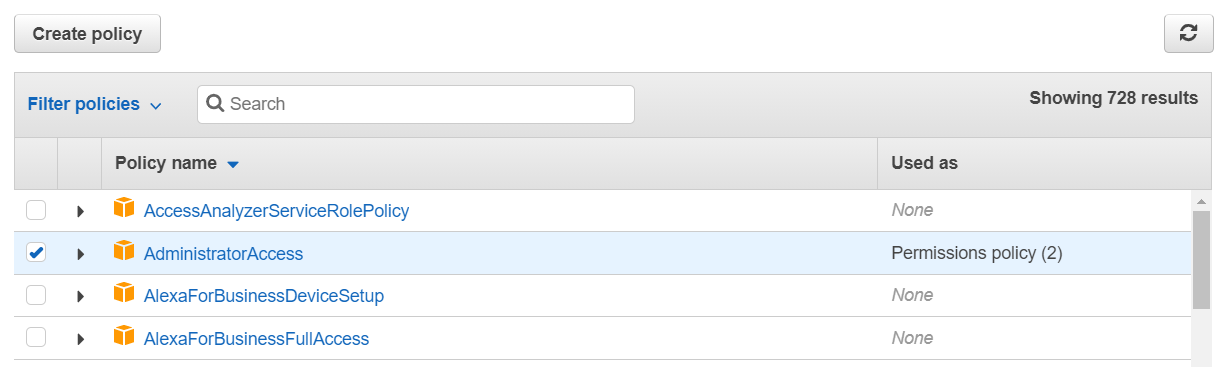 Create policy
Filter policies
Search
Showing 728 results
Policy name
Used as
AccessAnalyzerServiceRolePolicy
None
AdministratorAccess
Permissions policy (2)
AlexaForBusinessDeviceSetup
None
AlexaForBusinessFullAccess
None